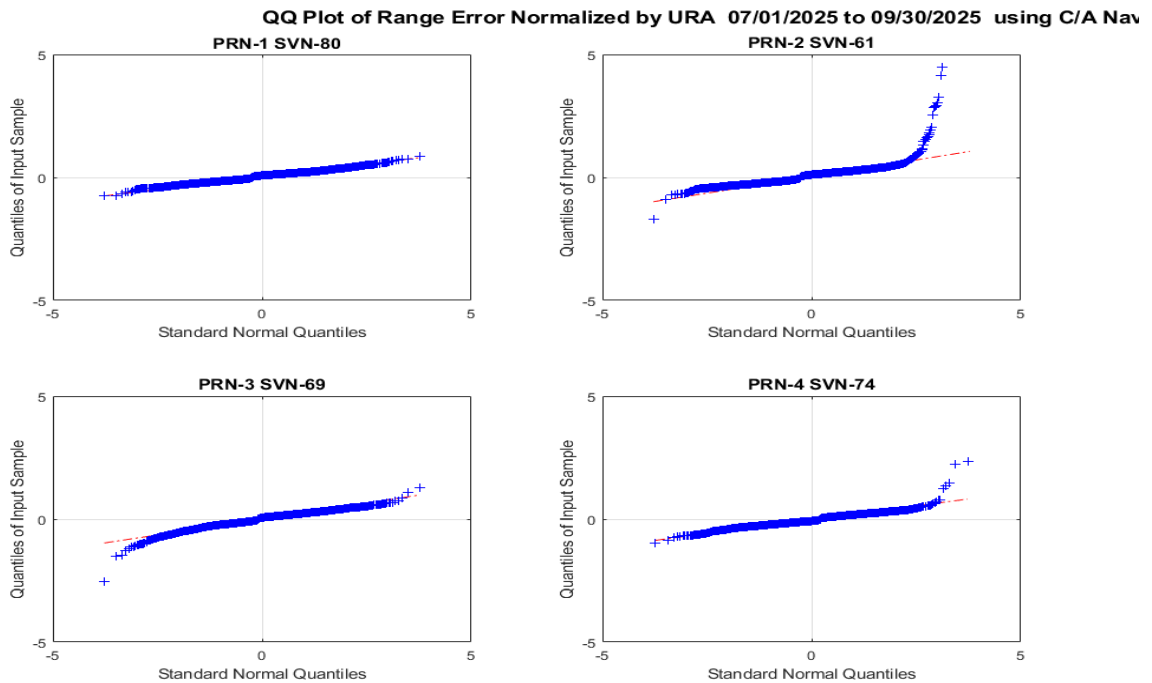 QQ Plot of Range Error Normalized by URA 07/01/2025 to 09/30/2025 using C/A Nav
PRN-1 SVN-80
5
0
-5
Quantiles of Input Sample
-5 0 5
Standard Normal Quantiles
PRN-2 SVN-61
5
0
-5
Quantiles of Input Sample
-5 0 5
Standard Normal Quantiles
PRN-3 SVN-69
5
0
-5
Quantiles of Input Sample
-5 0 5
Standard Normal Quantiles
PRN-4 SVN-74
5
0
-5
Quantiles of Input Sample
-5 0 5
Standard Normal Quantiles